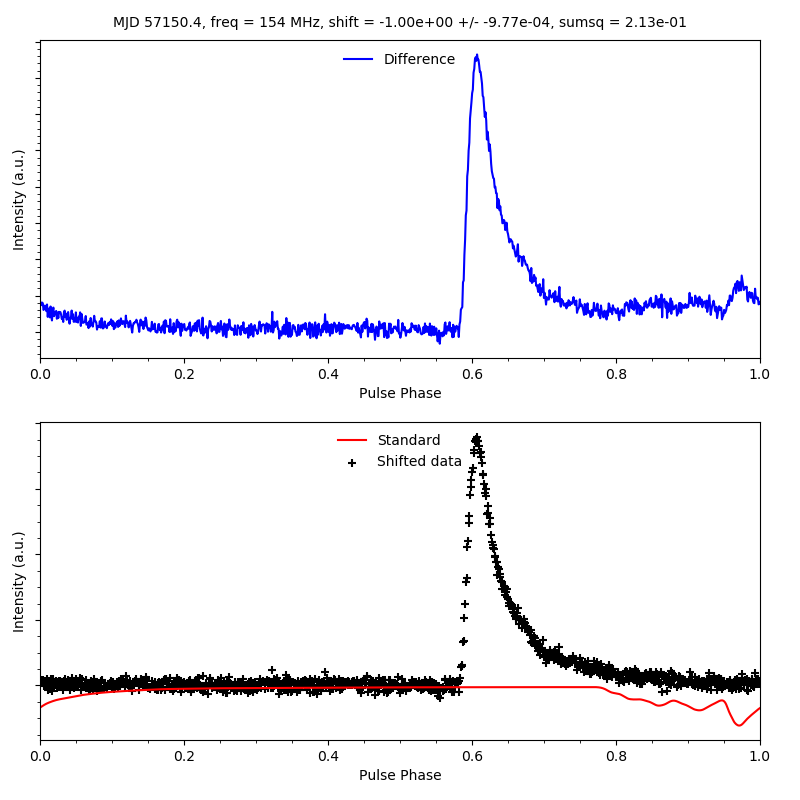 MJD 57150.4, freq = 154 MHz, shift = -1.00e+00 +/- -9.77e-04, sumsq = 2.13e-01
Difference
Intensity (a.u.)
0.0 0.2 0.4 0.6 0.8 1.0
Pulse Phase
Standard
Shifted data
Intensity (a.u.)
0.0 0.2 0.4 0.6 0.8 1.0
Pulse Phase